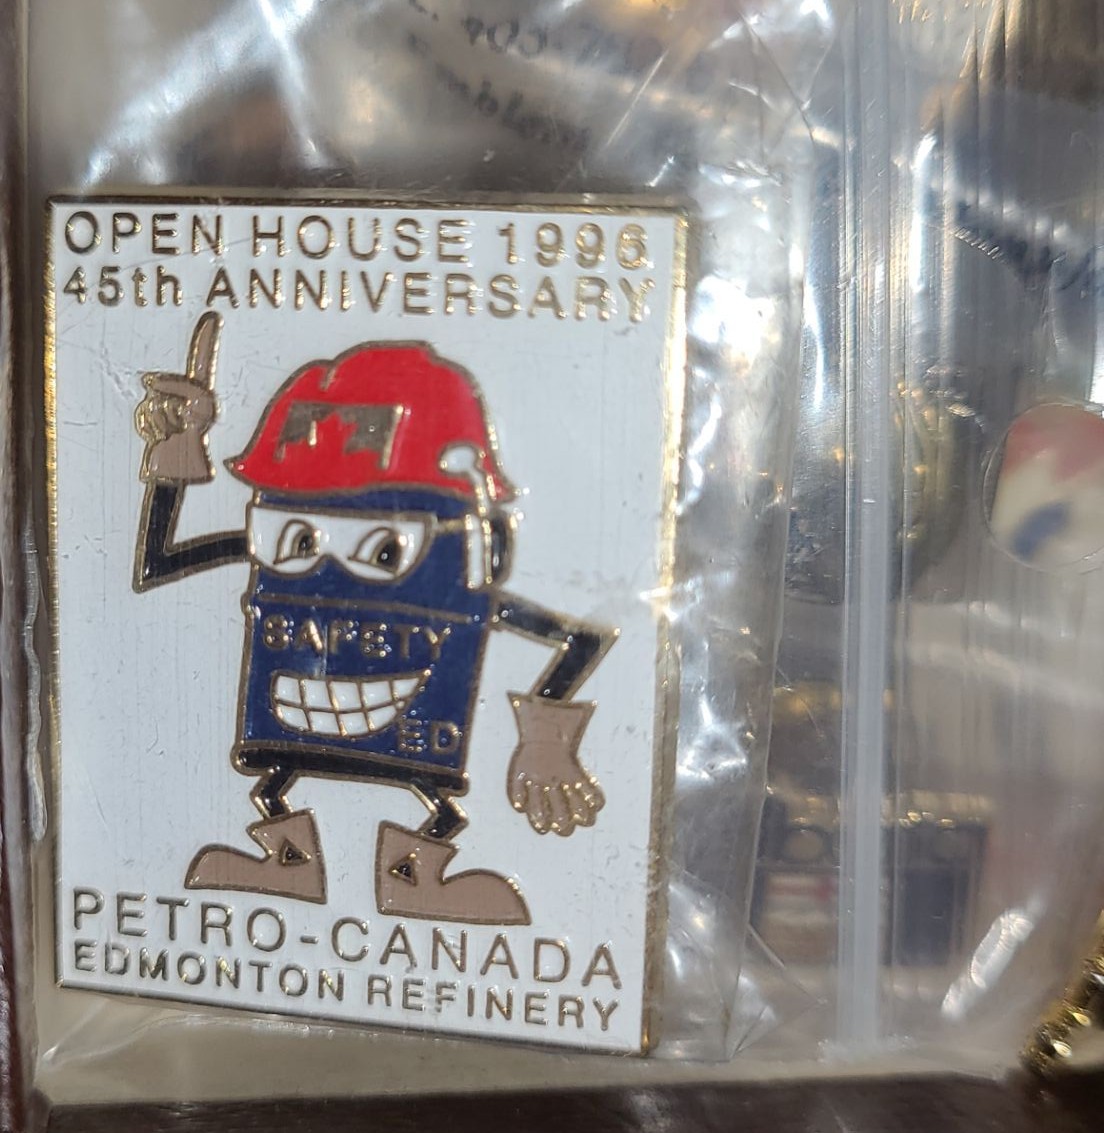 OPEN HOUSE 1996
45th ANNIVERSARY
SAFETY
ED
PETRO-CANADA
EDMONTON REFINERY